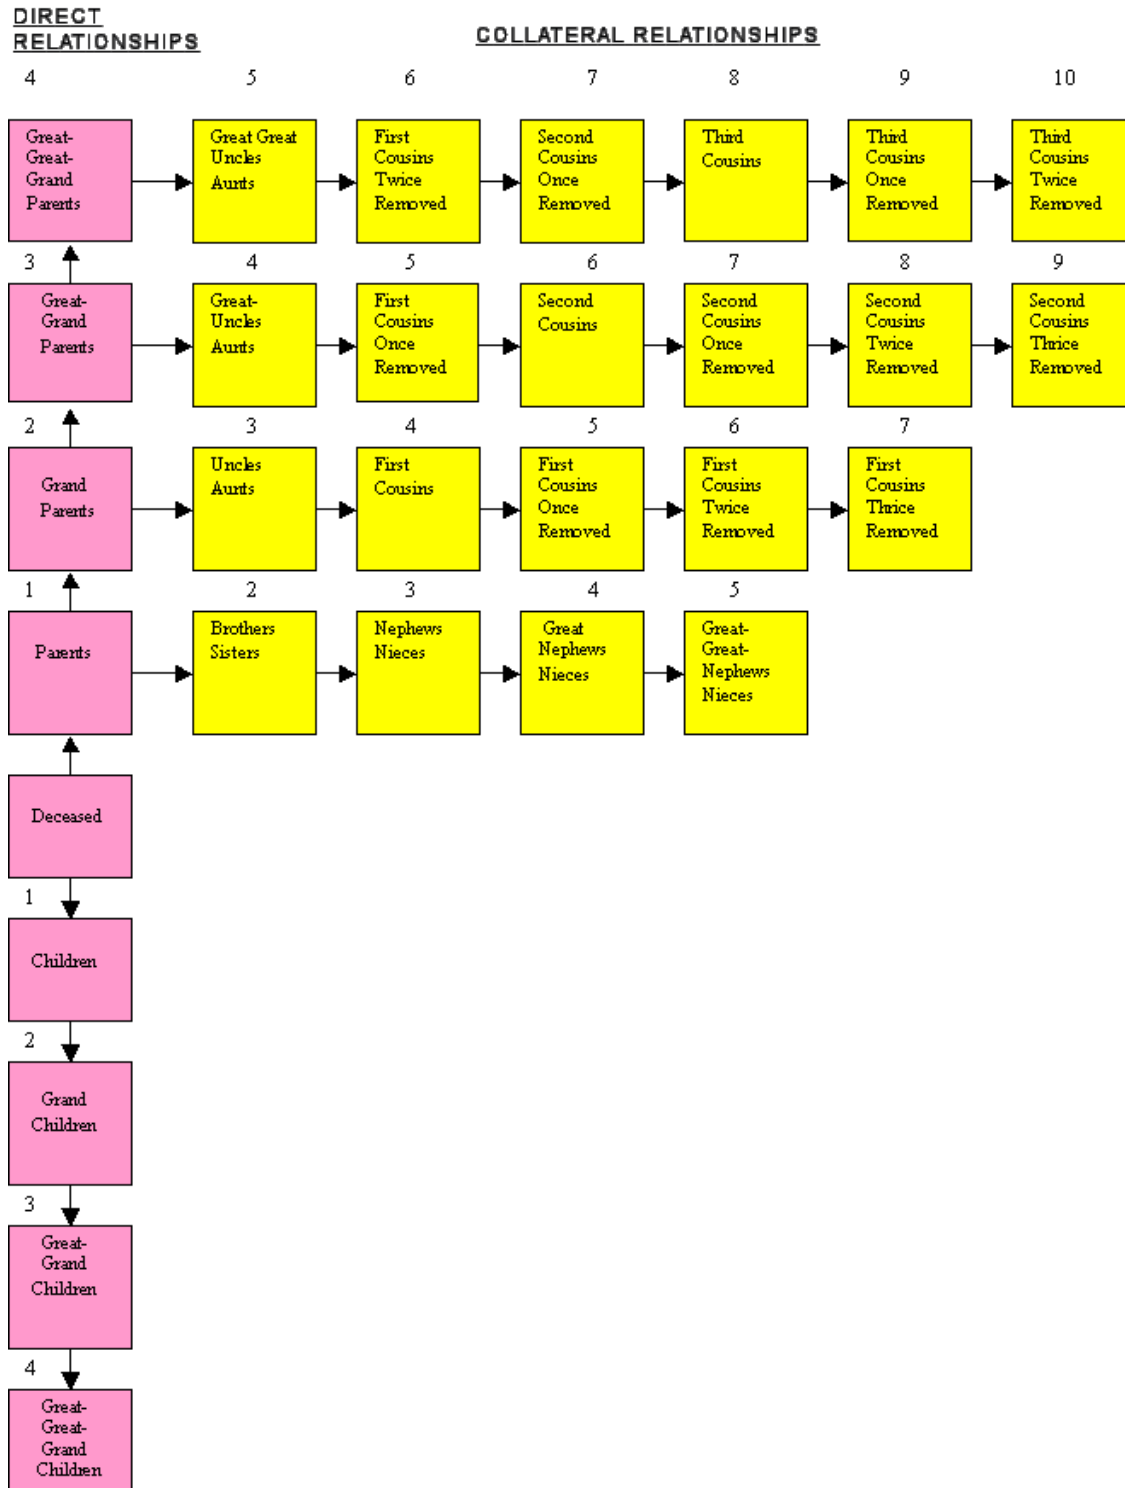 DIRECT
RELATIONSHIPS
COLLATERAL RELATIONSHIPS
4
5
6
7
8
9
10
Great-
Great-
Grand
Parents
Great Great
Uncles
Aunts
First
Cousins
Twice
Removed
Second
Cousins
Once
Removed
Third
Cousins
Third
Cousins
Once
Removed
Third
Cousins
Twice
Removed
3
4
5
6
7
8
9
Great-
Grand
Parents
Great-
Uncles
Aunts
First
Cousins
Once
Removed
Second
Cousins
Second
Cousins
Once
Removed
Second
Cousins
Twice
Removed
Second
Cousins
Thrice
Removed
2
3
4
5
6
7
Grand
Parents
Uncles
Aunts
First
Cousins
First
Cousins
Once
Removed
First
Cousins
Twice
Removed
First
Cousins
Thrice
Removed
1
2
3
4
5
Parents
Brothers
Sisters
Nephews
Nieces
Great
Nephews
Nieces
Great-
Great-
Nephews
Nieces
Deceased
1
Children
2
Grand
Children
3
Great-
Grand
Children
4
Great-
Great-
Grand
Children